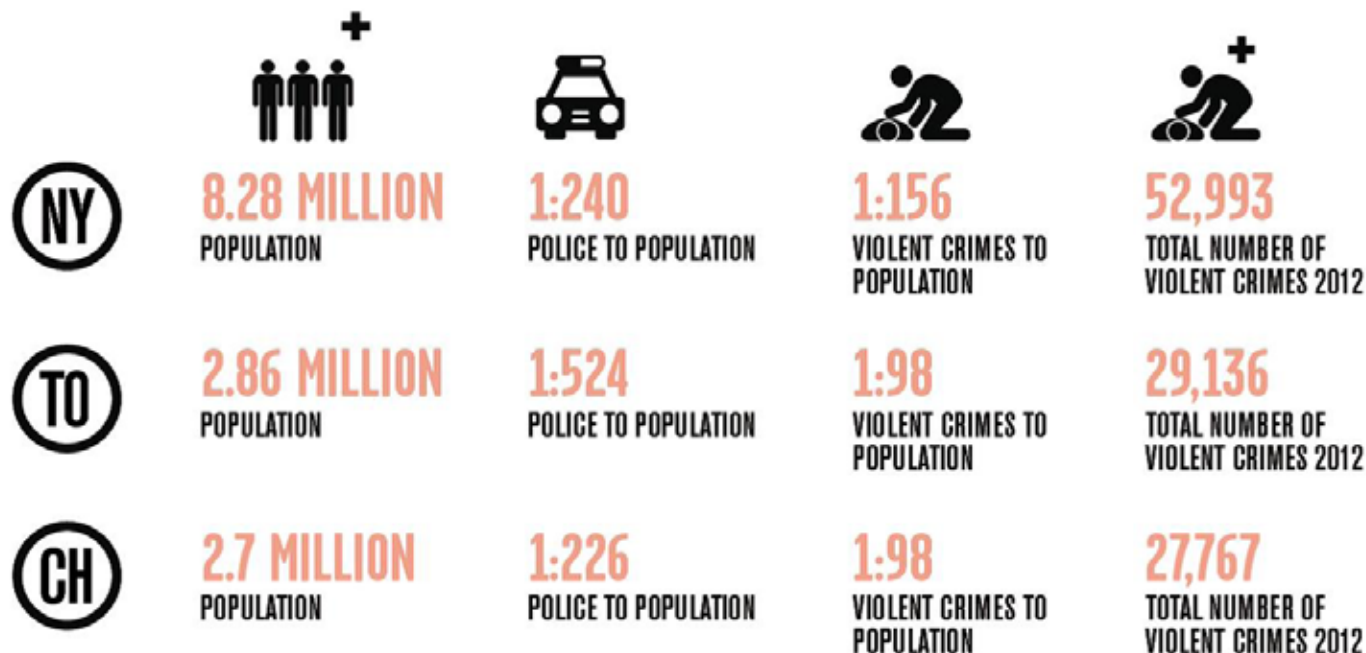 NY
8.28 MILLION
POPULATION
1:240
POLICE TO POPULATION
1:156
VIOLENT CRIMES TO
POPULATION
52,993
TOTAL NUMBER OF
VIOLENT CRIMES 2012
TO
2.86 MILLION
POPULATION
1:524
POLICE TO POPULATION
1:98
VIOLENT CRIMES TO
POPULATION
29,136
TOTAL NUMBER OF
VIOLENT CRIMES 2012
CH
2.7 MILLION
POPULATION
1:226
POLICE TO POPULATION
1:98
VIOLENT CRIMES TO
POPULATION
27,767
TOTAL NUMBER OF
VIOLENT CRIMES 2012